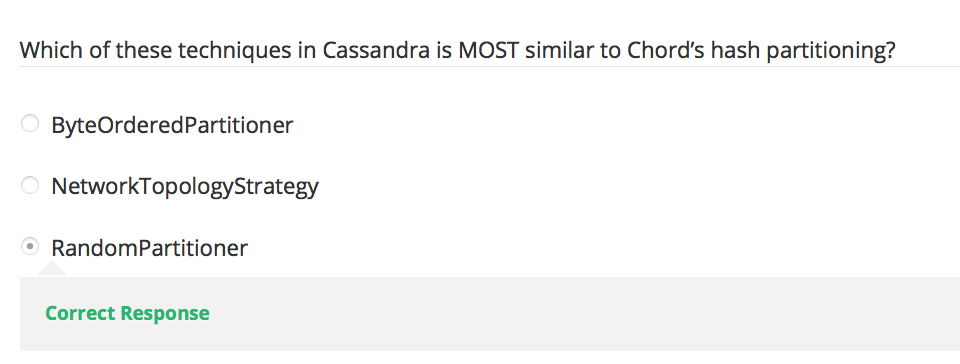 Which of these techniques in Cassandra is MOST similar to Chord’s hash partitioning?
ByteOrderedPartitioner
NetworkTopologyStrategy
RandomPartitioner
Correct Response